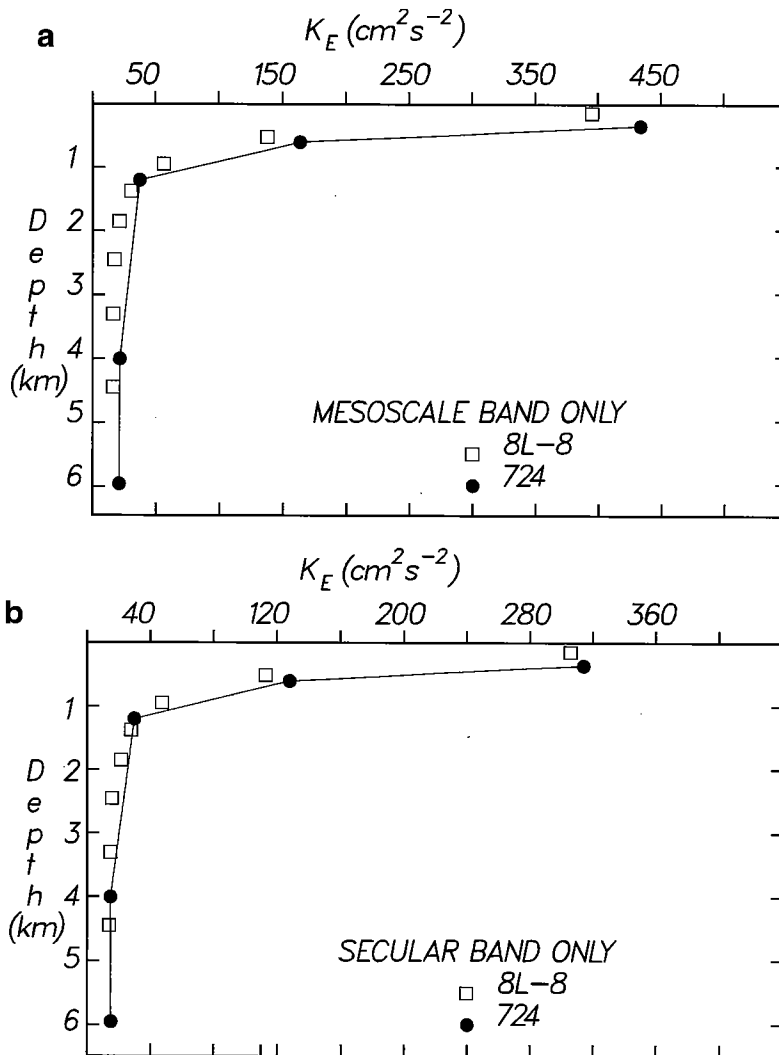 a
K_E (cm²s⁻²)
50 150 250 350 450
1
2
3
4
5
6
Depth (km)
MESOSCALE BAND ONLY
8L-8
724
b
K_E (cm²s⁻²)
40 120 200 280 360
1
2
3
4
5
6
Depth (km)
SECULAR BAND ONLY
8L-8
724